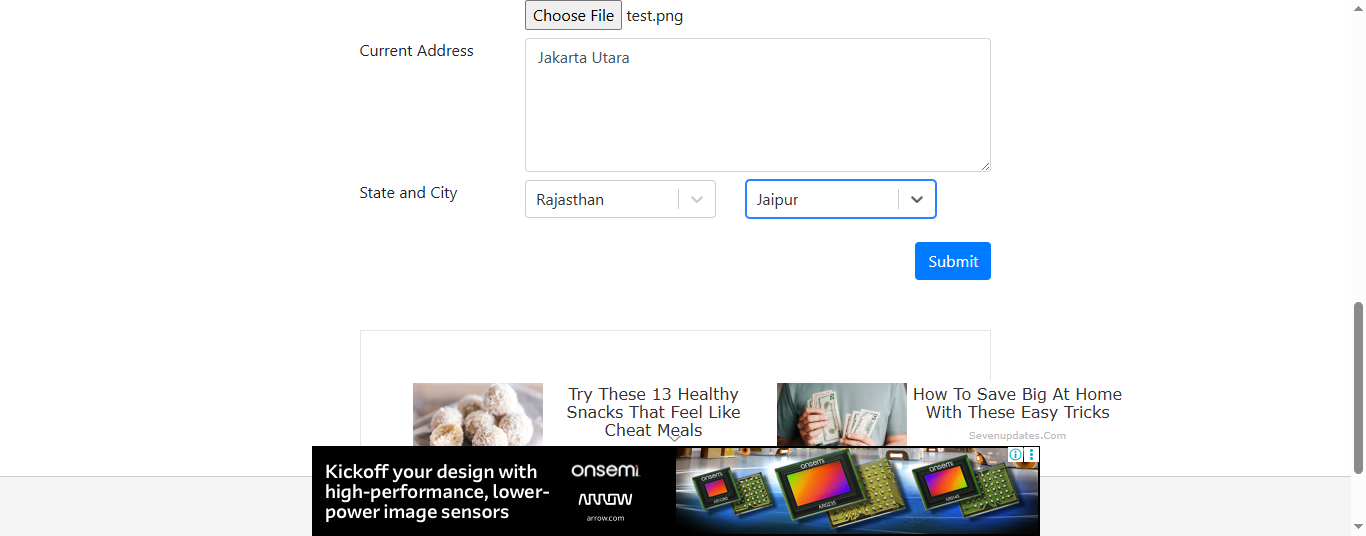 Choose File test.png
Current Address
Jakarta Utara
State and City
Rajasthan
Jaipur
Submit
Try These 13 Healthy
Snacks That Feel Like
Cheat Meals
How To Save Big At Home
With These Easy Tricks
Sevenupdates.Com
Kickoff your design with
high-performance, lower-
power image sensors
onsemi
ARROW
arrow.com
onsemi
onsemi
onsemi